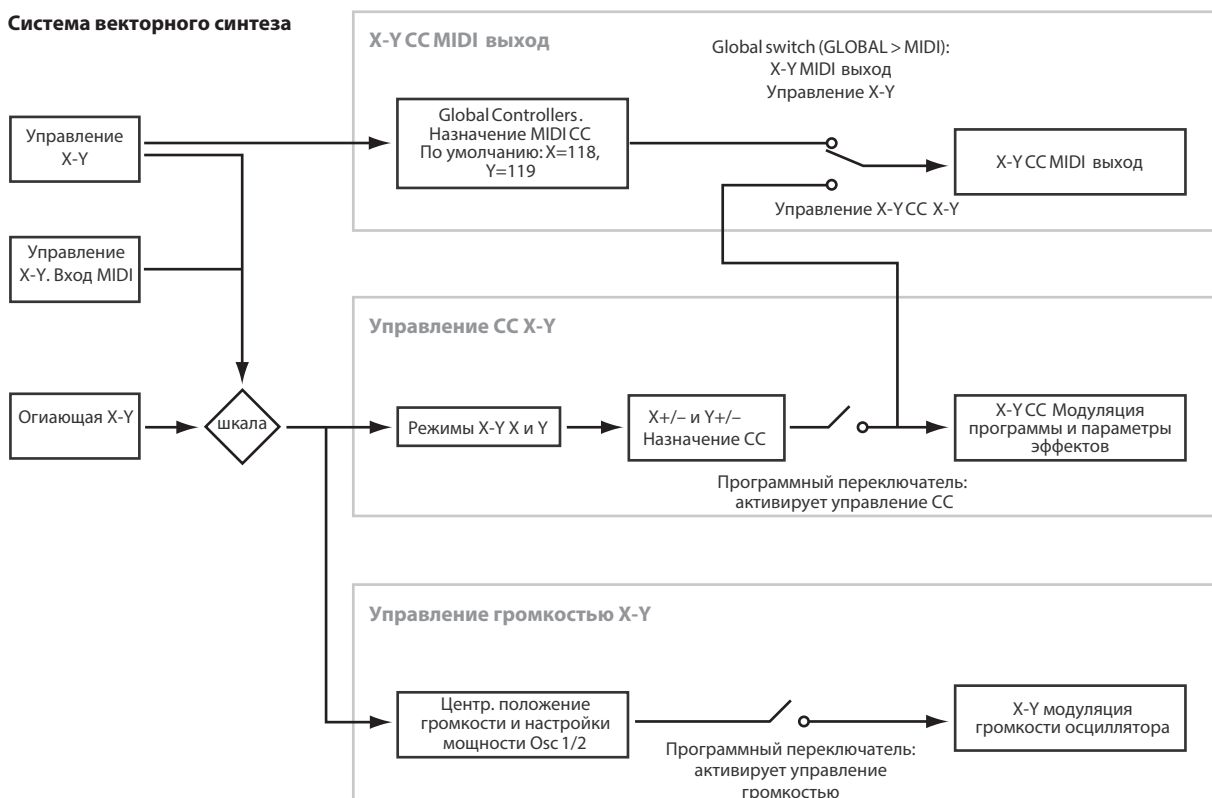 Система векторного синтеза
X-Y CC MIDI выход
Global switch (GLOBAL > MIDI):
X-Y MIDI выход
Управление X-Y
Управление
X-Y
Global Controllers.
Назначение MIDI CC
По умолчанию: X=118,
Y=119
X-Y CC MIDI выход
Управление X-Y CC X-Y
Управление
X-Y. Вход MIDI
Управление CC X-Y
Огиающая X-Y
шкала
Режимы X-Y X и Y
X+/– и Y+/–
Назначение CC
X-Y CC Модуляция
программы и параметры
эффектов
Программный переключатель:
активирует управление CC
Управление громкостью X-Y
Центр. положение
громкости и настройки
мощности Osc 1/2
X-Y модуляция
громкости осциллятора
Программный переключатель:
активирует управление
громкостью